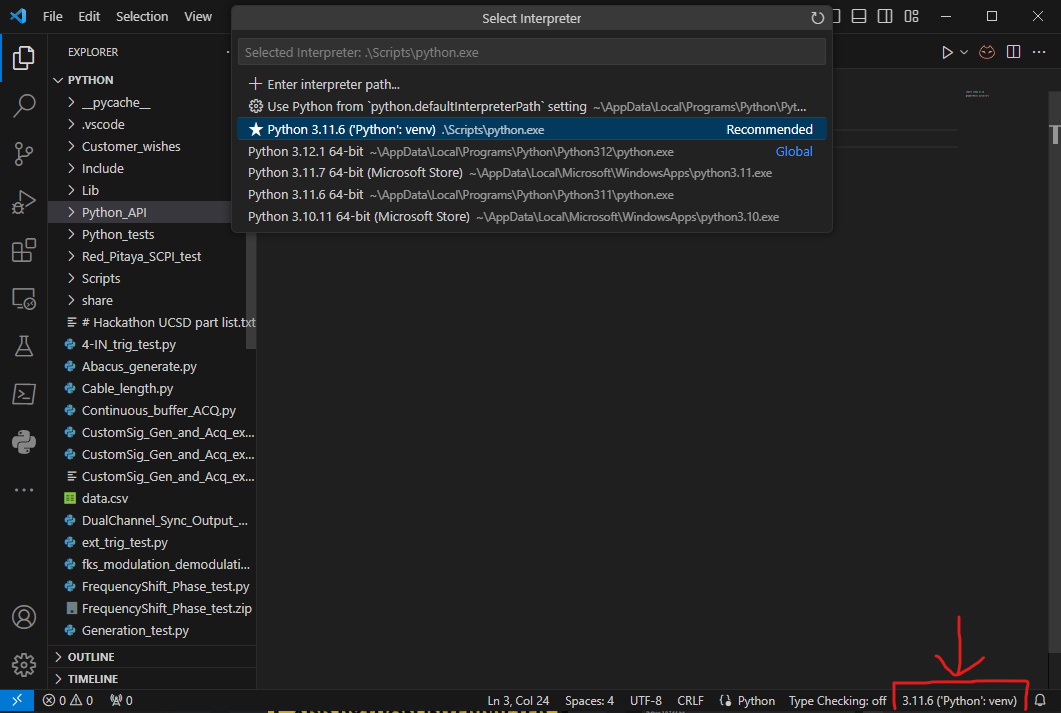 File Edit Selection View
Select Interpreter
Selected Interpreter: .\Scripts\python.exe
Enter interpreter path...
Use Python from `python.defaultInterpreterPath` setting ~\AppData\Local\Programs\Python\Pyt...
Python 3.11.6 ('Python': venv) .\Scripts\python.exe Recommended
Python 3.12.1 64-bit ~\AppData\Local\Programs\Python\Python312\python.exe Global
Python 3.11.7 64-bit (Microsoft Store) ~\AppData\Local\Microsoft\WindowsApps\python3.11.exe
Python 3.11.6 64-bit ~\AppData\Local\Programs\Python\Python311\python.exe
Python 3.10.11 64-bit (Microsoft Store) ~\AppData\Local\Microsoft\WindowsApps\python3.10.exe
EXPLORER
PYTHON
__pycache__
.vscode
Customer_wishes
Include
Lib
Python_API
Python_tests
Red_Pitaya_SCPI_test
Scripts
share
# Hackathon UCSD part list.txt
4-IN_trig_test.py
Abacus_generate.py
Cable_length.py
Continuous_buffer_ACQ.py
CustomSig_Gen_and_Acq_ex...
CustomSig_Gen_and_Acq_ex...
CustomSig_Gen_and_Acq_ex...
data.csv
DualChannel_Sync_Output_...
ext_trig_test.py
fks_modulation_demodulati...
FrequencyShift_Phase_test.py
FrequencyShift_Phase_test.zip
Generation_test.py
OUTLINE
TIMELINE
0 0 0 Ln 3, Col 24 Spaces: 4 UTF-8 CRLF {} Python Type Checking: off 3.11.6 ('Python': venv)